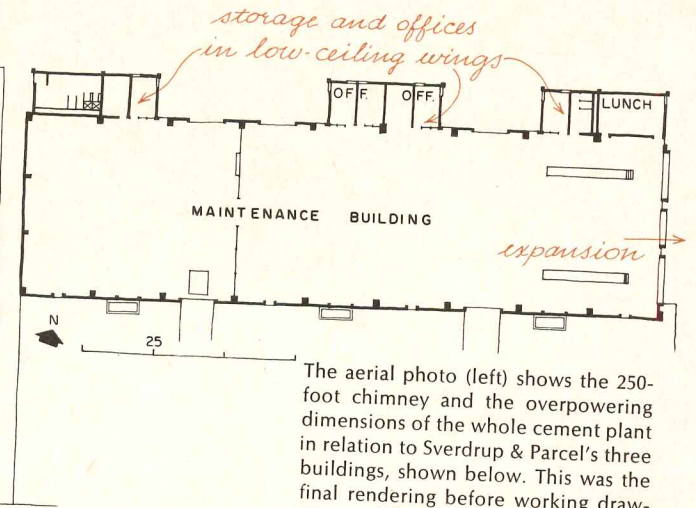 storage and offices
in low-ceiling wings
OFF. OFF.
LUNCH
MAINTENANCE BUILDING
expansion
N
25
The aerial photo (left) shows the 250-
foot chimney and the overpowering
dimensions of the whole cement plant
in relation to Sverdrup & Parcel's three
buildings, shown below. This was the
final rendering before working draw-